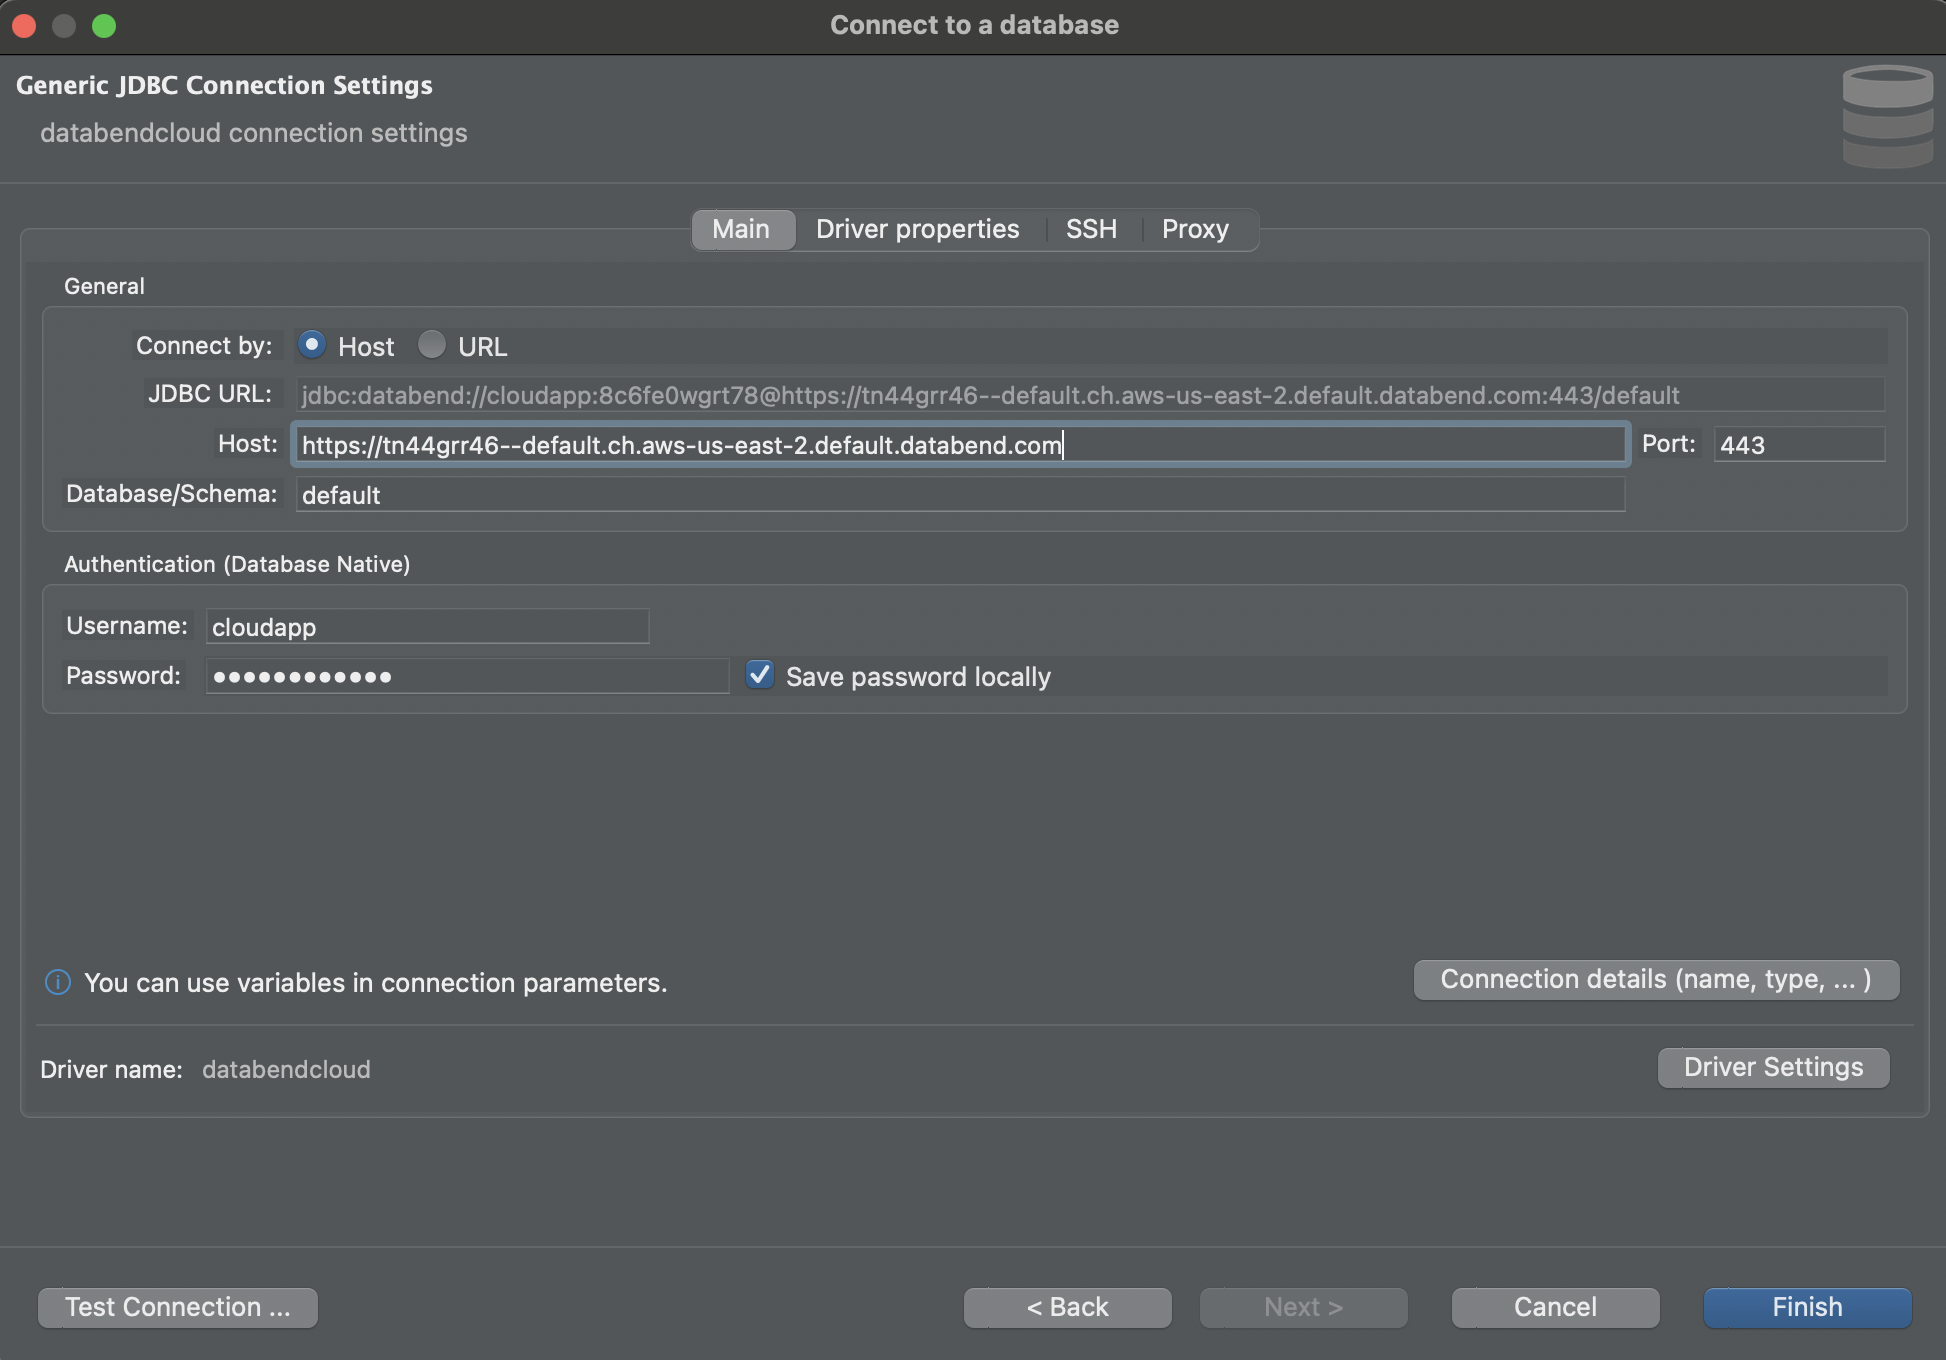 Connect to a database
Generic JDBC Connection Settings
databendcloud connection settings
Main Driver properties SSH Proxy
General
Connect by: Host URL
JDBC URL: jdbc:databend://cloudapp:8c6fe0wgrt78@https://tn44grr46--default.ch.aws-us-east-2.default.databend.com:443/default
Host: https://tn44grr46--default.ch.aws-us-east-2.default.databend.com Port: 443
Database/Schema: default
Authentication (Database Native)
Username: cloudapp
Password: •••••••••••• Save password locally
You can use variables in connection parameters. Connection details (name, type, ... )
Driver name: databendcloud Driver Settings
Test Connection ... < Back Next > Cancel Finish